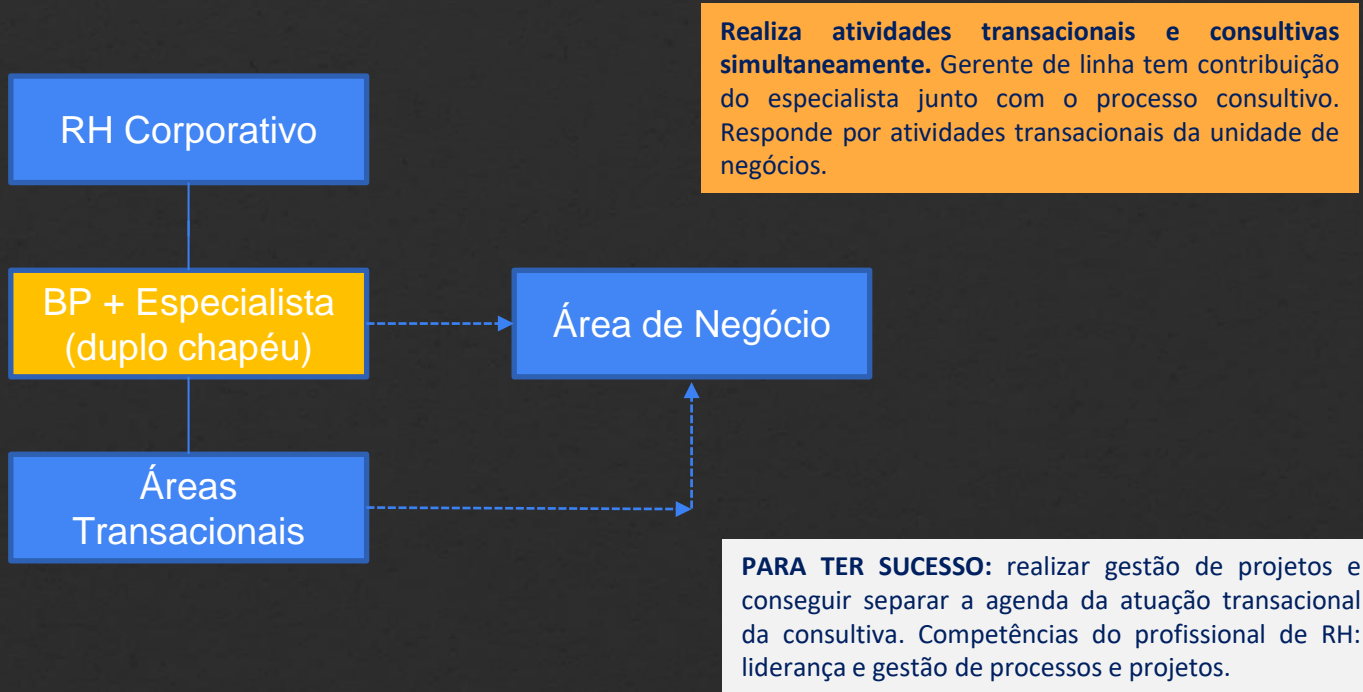 Realiza atividades transacionais e consultivas
simultaneamente. Gerente de linha tem contribuição
do especialista junto com o processo consultivo.
Responde por atividades transacionais da unidade de
negócios.
RH Corporativo
BP + Especialista
(duplo chapéu)
Área de Negócio
Áreas
Transacionais
PARA TER SUCESSO: realizar gestão de projetos e
conseguir separar a agenda da atuação transacional
da consultiva. Competências do profissional de RH:
liderança e gestão de processos e projetos.